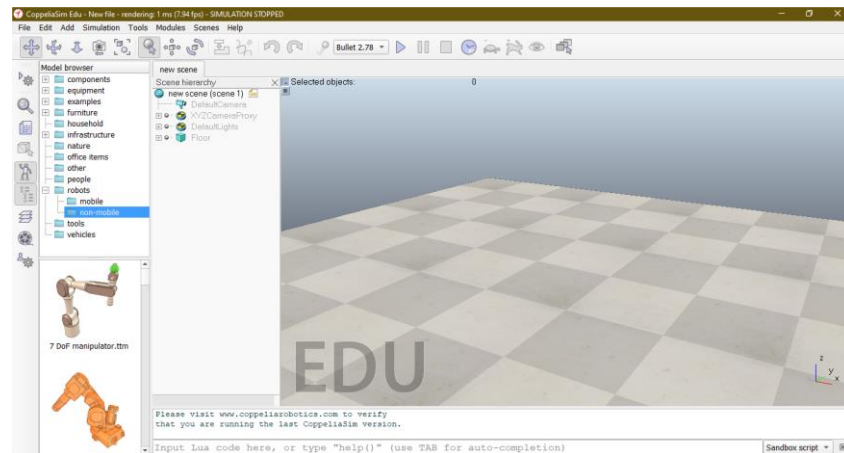 CoppeliaSim Edu - New file - rendering: 1 ms (7.94 fps) - SIMULATION STOPPED
File Edit Add Simulation Tools Modules Scenes Help
Bullet 2.78
Model browser
components
equipment
examples
furniture
household
infrastructure
nature
office items
other
people
robots
mobile
non-mobile
tools
vehicles
7 DoF manipulator.ttm
new scene
Scene hierarchy
new scene (scene 1)
DefaultCamera
XYZCameraProxy
DefaultLights
Floor
Selected objects: 0
EDU
z
y
x
Please visit www.coppeliarobotics.com to verify
that you are running the last CoppeliaSim version.
Input Lua code here, or type "help()" (use TAB for auto-completion)
Sandbox script